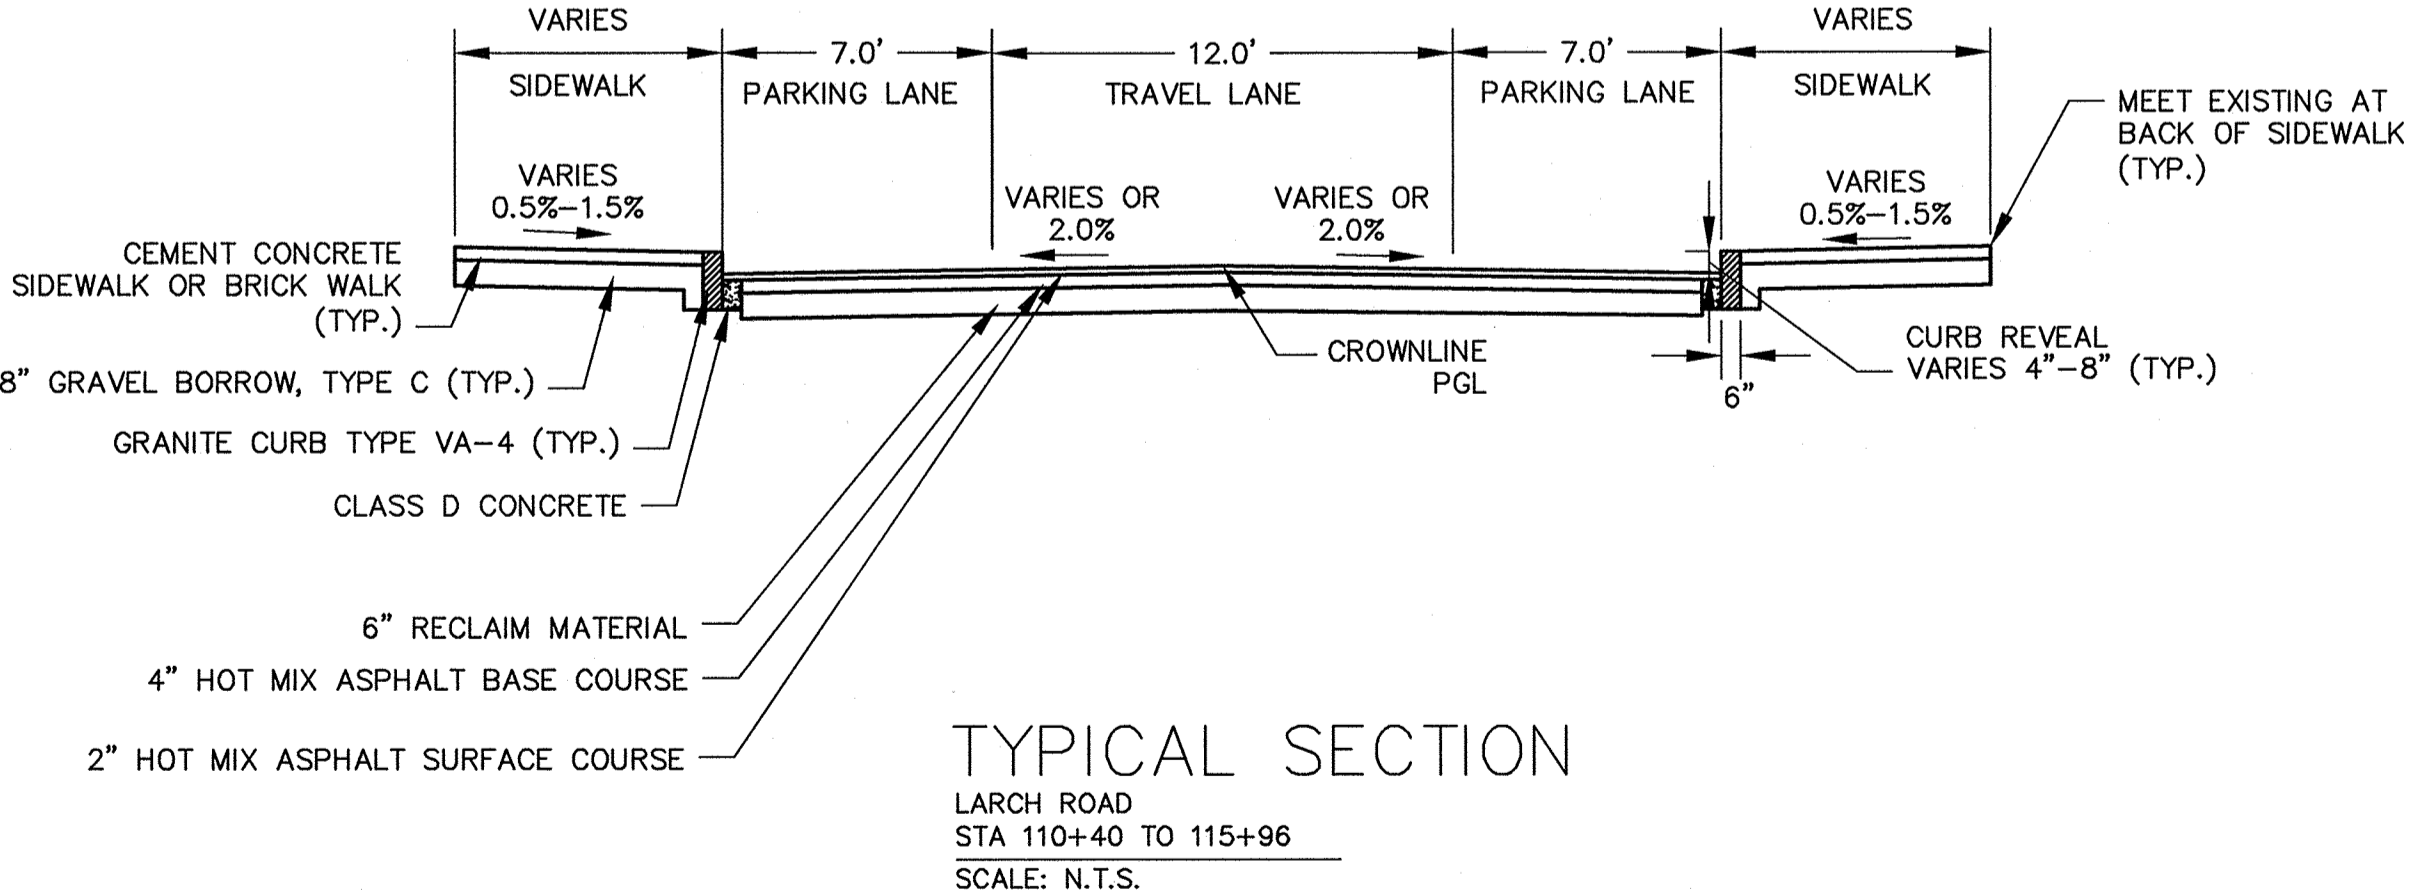 VARIES
VARIES
7.0'
12.0'
7.0'
SIDEWALK
PARKING LANE
TRAVEL LANE
PARKING LANE
SIDEWALK
MEET EXISTING AT
BACK OF SIDEWALK
(TYP.)
VARIES
0.5%-1.5%
VARIES OR
2.0%
VARIES OR
2.0%
VARIES
0.5%-1.5%
CEMENT CONCRETE
SIDEWALK OR BRICK WALK
(TYP.)
8" GRAVEL BORROW, TYPE C (TYP.)
GRANITE CURB TYPE VA-4 (TYP.)
CLASS D CONCRETE
CROWNLINE
PGL
CURB REVEAL
VARIES 4"-8" (TYP.)
6"
6" RECLAIM MATERIAL
4" HOT MIX ASPHALT BASE COURSE
2" HOT MIX ASPHALT SURFACE COURSE
TYPICAL SECTION
LARCH ROAD
STA 110+40 TO 115+96
SCALE: N.T.S.